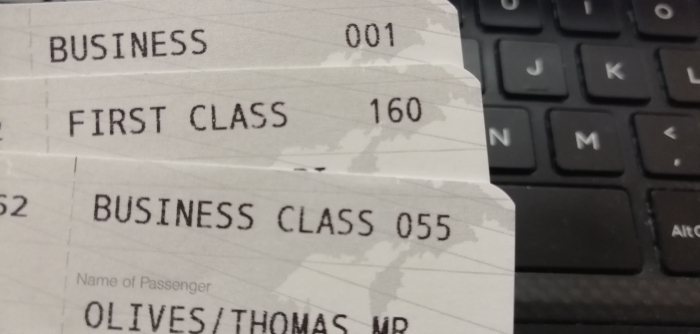 BUSINESS 001
FIRST CLASS 160
52 BUSINESS CLASS 055
Name of Passenger
OLIVES/THOMAS MR
U I O
J K L
N M < ,
Alt